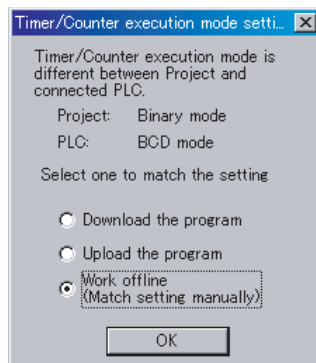 Timer/Counter execution mode setti...
Timer/Counter execution mode is
different between Project and
connected PLC.
Project: Binary mode
PLC: BCD mode
Select one to match the setting
Download the program
Upload the program
Work offline
(Match setting manually)
OK